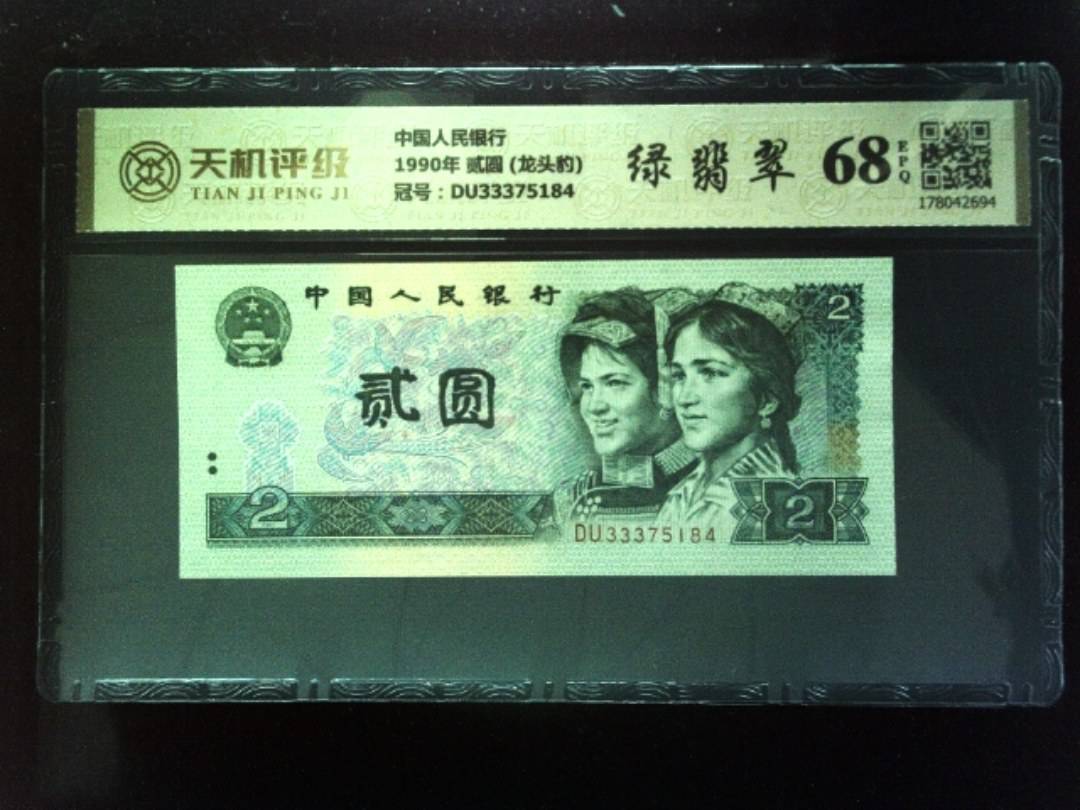 天机评级
TIAN JI PING JI
中国人民银行
1990年 贰圆 (龙头豹)
冠号：DU33375184
绿翡翠
68
EPQ
178042694
中国人民银行
2
贰圆
2
DU33375184
2